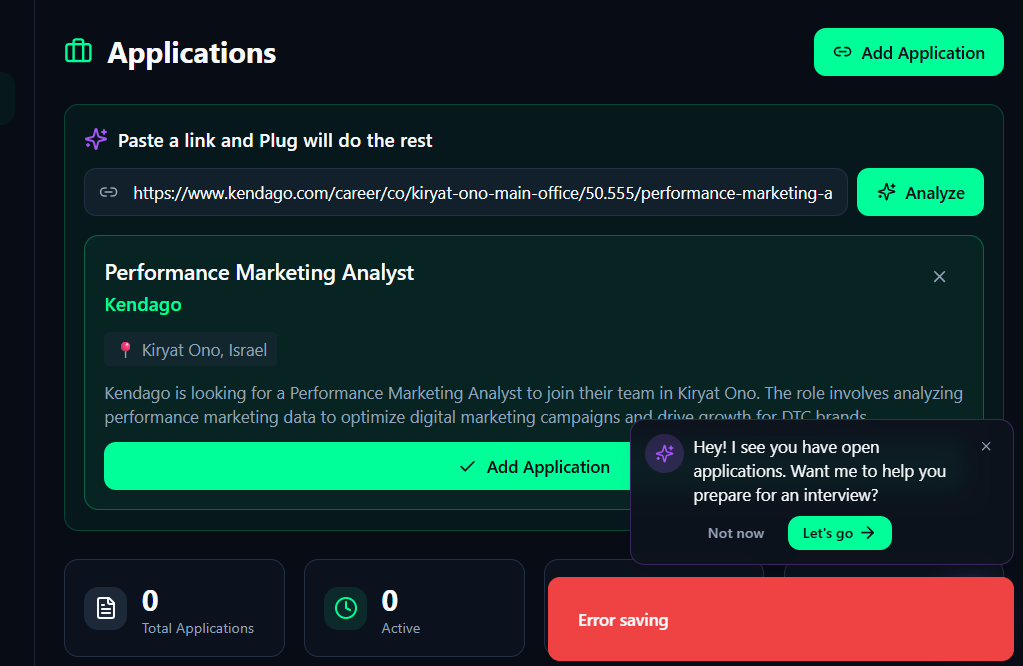 Applications
Add Application
Paste a link and Plug will do the rest
https://www.kendago.com/career/co/kiryat-ono-main-office/50.555/performance-marketing-a
Analyze
Performance Marketing Analyst
Kendago
Kiryat Ono, Israel
Kendago is looking for a Performance Marketing Analyst to join their team in Kiryat Ono. The role involves analyzing
performance marketing data to optimize digital marketing campaigns and drive growth for DTC brands.
Add Application
Hey! I see you have open
applications. Want me to help you
prepare for an interview?
Not now
Let's go
0
Total Applications
0
Active
Error saving